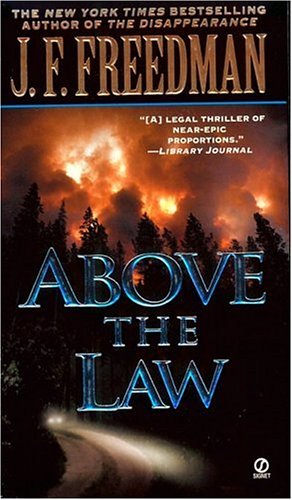 THE NEW YORK TIMES BESTSELLING
AUTHOR OF THE DISAPPEARANCE
J. F. FREEDMAN
"[A] LEGAL THRILLER OF
NEAR-EPIC
PROPORTIONS."
—LIBRARY JOURNAL
ABOVE
THE
LAW
SIGNET